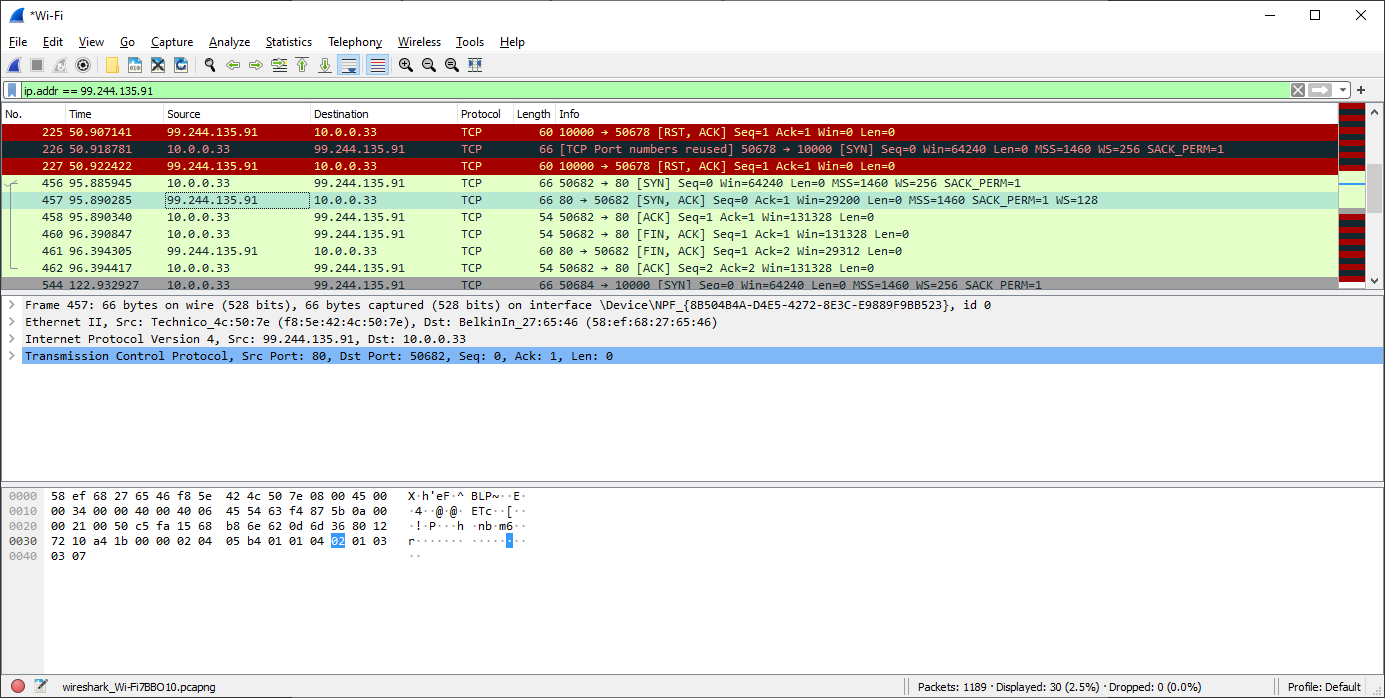 *Wi-Fi
File Edit View Go Capture Analyze Statistics Telephony Wireless Tools Help
ip.addr == 99.244.135.91
No. Time Source Destination Protocol Length Info
225 50.907141 99.244.135.91 10.0.0.33 TCP 60 10000 → 50678 [RST, ACK] Seq=1 Ack=1 Win=0 Len=0
226 50.918781 10.0.0.33 99.244.135.91 TCP 66 [TCP Port numbers reused] 50678 → 10000 [SYN] Seq=0 Win=64240 Len=0 MSS=1460 WS=256 SACK_PERM=1
227 50.922422 99.244.135.91 10.0.0.33 TCP 60 10000 → 50678 [RST, ACK] Seq=1 Ack=1 Win=0 Len=0
456 95.885945 10.0.0.33 99.244.135.91 TCP 66 50682 → 80 [SYN] Seq=0 Win=64240 Len=0 MSS=1460 WS=256 SACK_PERM=1
457 95.890285 99.244.135.91 10.0.0.33 TCP 66 80 → 50682 [SYN, ACK] Seq=0 Ack=1 Win=29200 Len=0 MSS=1460 SACK_PERM=1 WS=128
458 95.890340 10.0.0.33 99.244.135.91 TCP 54 50682 → 80 [ACK] Seq=1 Ack=1 Win=131328 Len=0
460 96.390847 10.0.0.33 99.244.135.91 TCP 54 50682 → 80 [FIN, ACK] Seq=1 Ack=1 Win=131328 Len=0
461 96.394305 99.244.135.91 10.0.0.33 TCP 60 80 → 50682 [FIN, ACK] Seq=1 Ack=2 Win=29312 Len=0
462 96.394417 10.0.0.33 99.244.135.91 TCP 54 50682 → 80 [ACK] Seq=2 Ack=2 Win=131328 Len=0
544 122.932927 10.0.0.33 99.244.135.91 TCP 66 50684 → 10000 [SYN] Seq=0 Win=64240 Len=0 MSS=1460 WS=256 SACK_PERM=1
Frame 457: 66 bytes on wire (528 bits), 66 bytes captured (528 bits) on interface \Device\NPF_{8B504B4A-D4E5-4272-8E3C-E9889F9BB523}, id 0
Ethernet II, Src: Technico_4c:50:7e (f8:5e:42:4c:50:7e), Dst: BelkinIn_27:65:46 (58:ef:68:27:65:46)
Internet Protocol Version 4, Src: 99.244.135.91, Dst: 10.0.0.33
Transmission Control Protocol, Src Port: 80, Dst Port: 50682, Seq: 0, Ack: 1, Len: 0
0000 58 ef 68 27 65 46 f8 5e 42 4c 50 7e 08 00 45 00 X·h'eF·^ BLP~··E·
0010 00 34 00 00 40 00 40 06 45 54 63 f4 87 5b 0a 00 ·4··@·@· ETc··[··
0020 00 21 00 50 c5 fa 15 68 b8 6e 62 0d 6d 36 80 12 ·!·P···h ·nb·m6··
0030 72 10 a4 1b 00 00 02 04 05 b4 01 01 04 02 01 03 r······· ········
0040 03 07 ··
wireshark_Wi-Fi7BBO10.pcapng Packets: 1189 · Displayed: 30 (2.5%) · Dropped: 0 (0.0%) Profile: Default